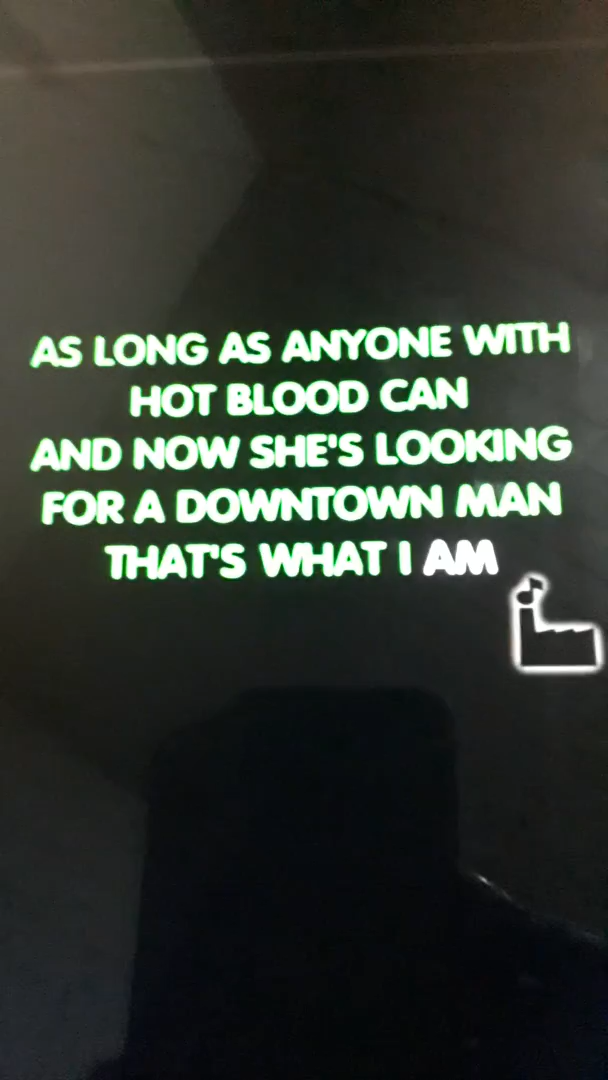 AS LONG AS ANYONE WITH
HOT BLOOD CAN
AND NOW SHE'S LOOKING
FOR A DOWNTOWN MAN
THAT'S WHAT I AM